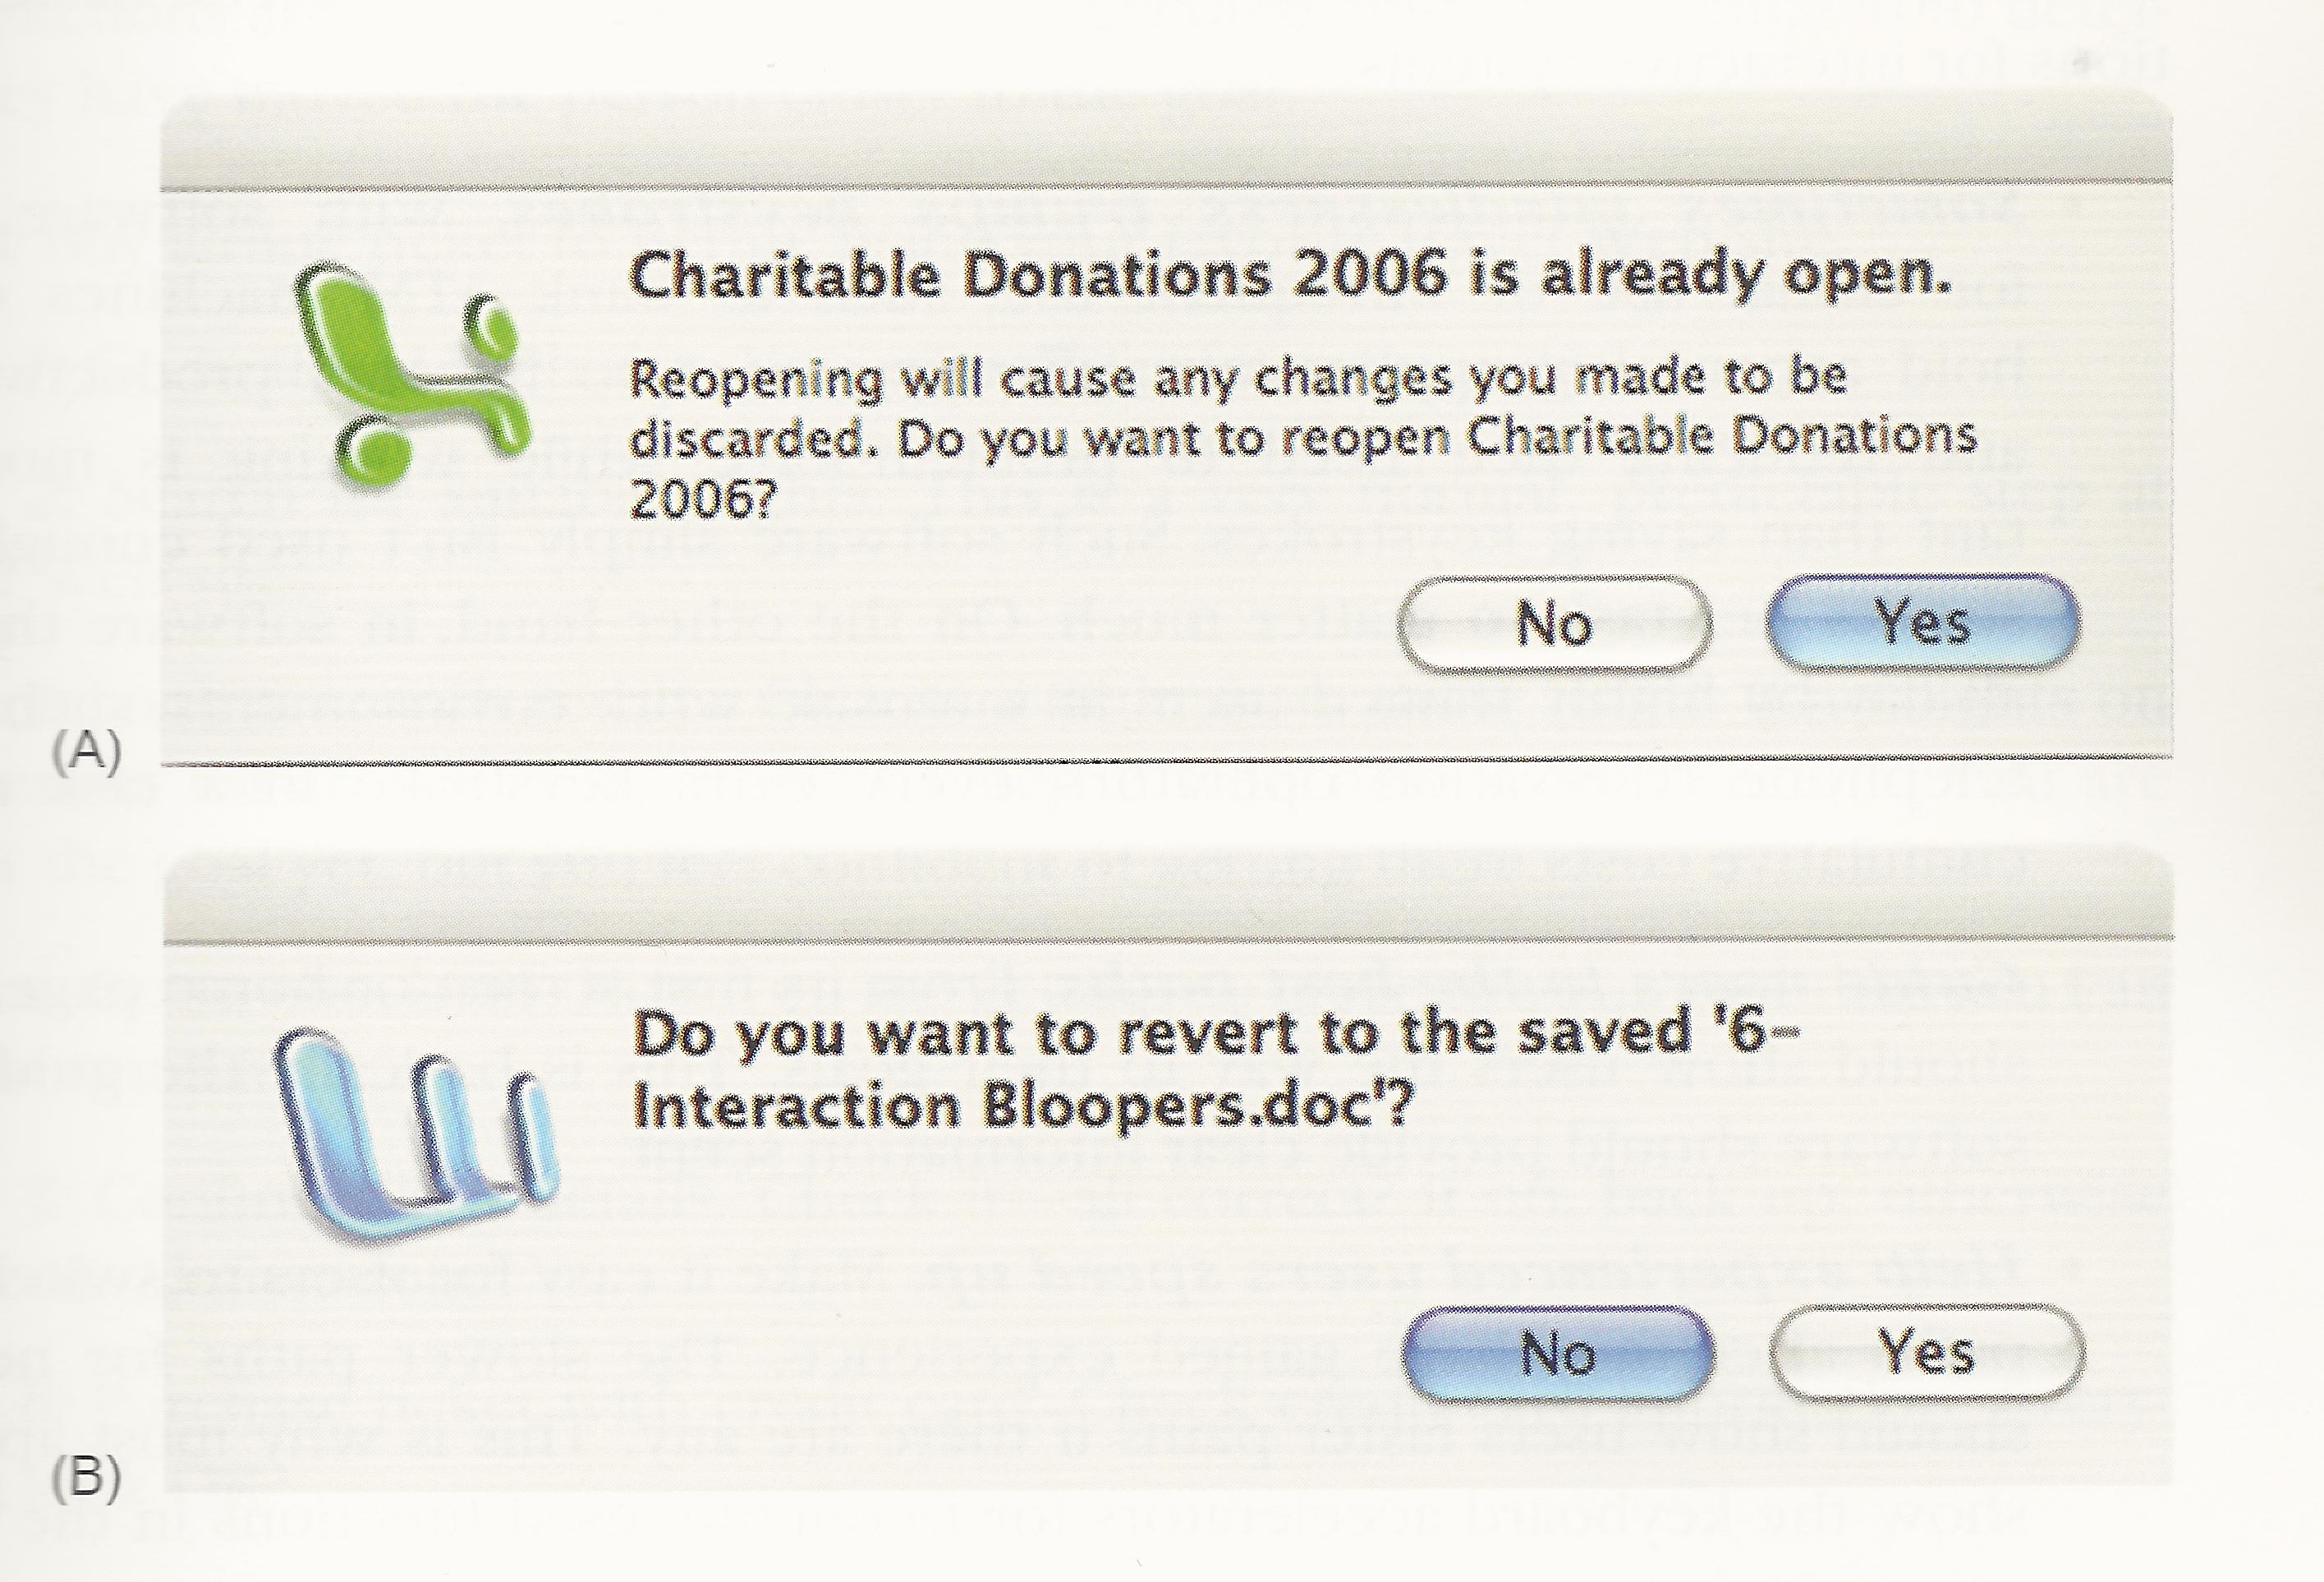 Charitable Donations 2006 is already open.
Reopening will cause any changes you made to be
discarded. Do you want to reopen Charitable Donations
2006?
No
Yes
(A)
Do you want to revert to the saved '6-
Interaction Bloopers.doc'?
No
Yes
(B)